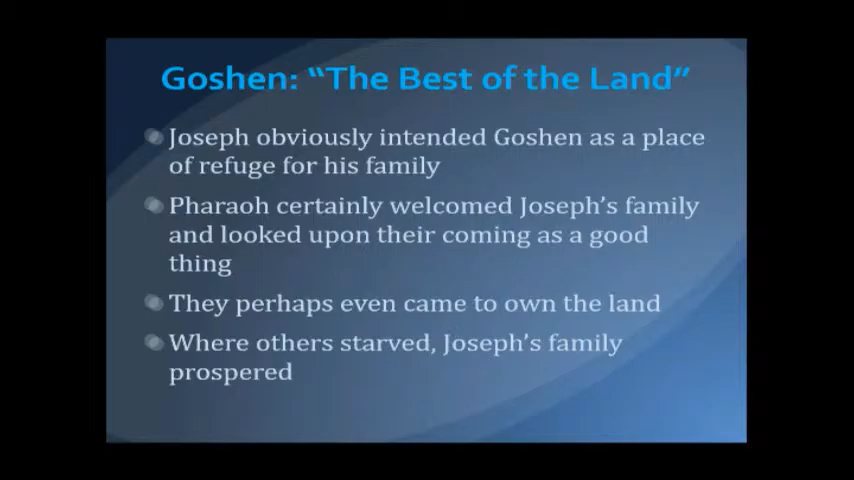 Goshen: “The Best of the Land”
Joseph obviously intended Goshen as a place
of refuge for his family
Pharaoh certainly welcomed Joseph’s family
and looked upon their coming as a good
thing
They perhaps even came to own the land
Where others starved, Joseph’s family
prospered